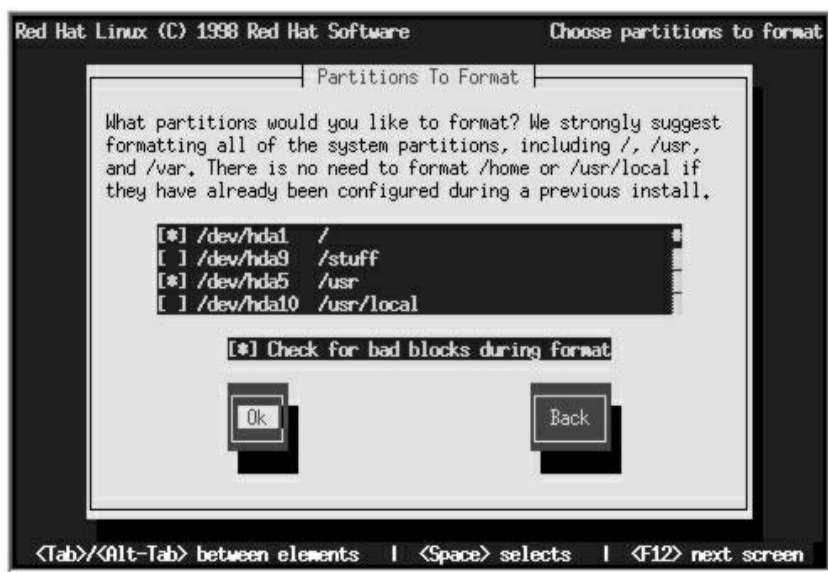 Red Hat Linux (C) 1998 Red Hat Software Choose partitions to format
Partitions To Format
What partitions would you like to format? We strongly suggest
formatting all of the system partitions, including /, /usr,
and /var. There is no need to format /home or /usr/local if
they have already been configured during a previous install.
[*] /dev/hda1 /
[ ] /dev/hda9 /stuff
[*] /dev/hda5 /usr
[ ] /dev/hda10 /usr/local
[*] Check for bad blocks during format
Ok Back
<Tab>/<Alt-Tab> between elements | <Space> selects | <F12> next screen